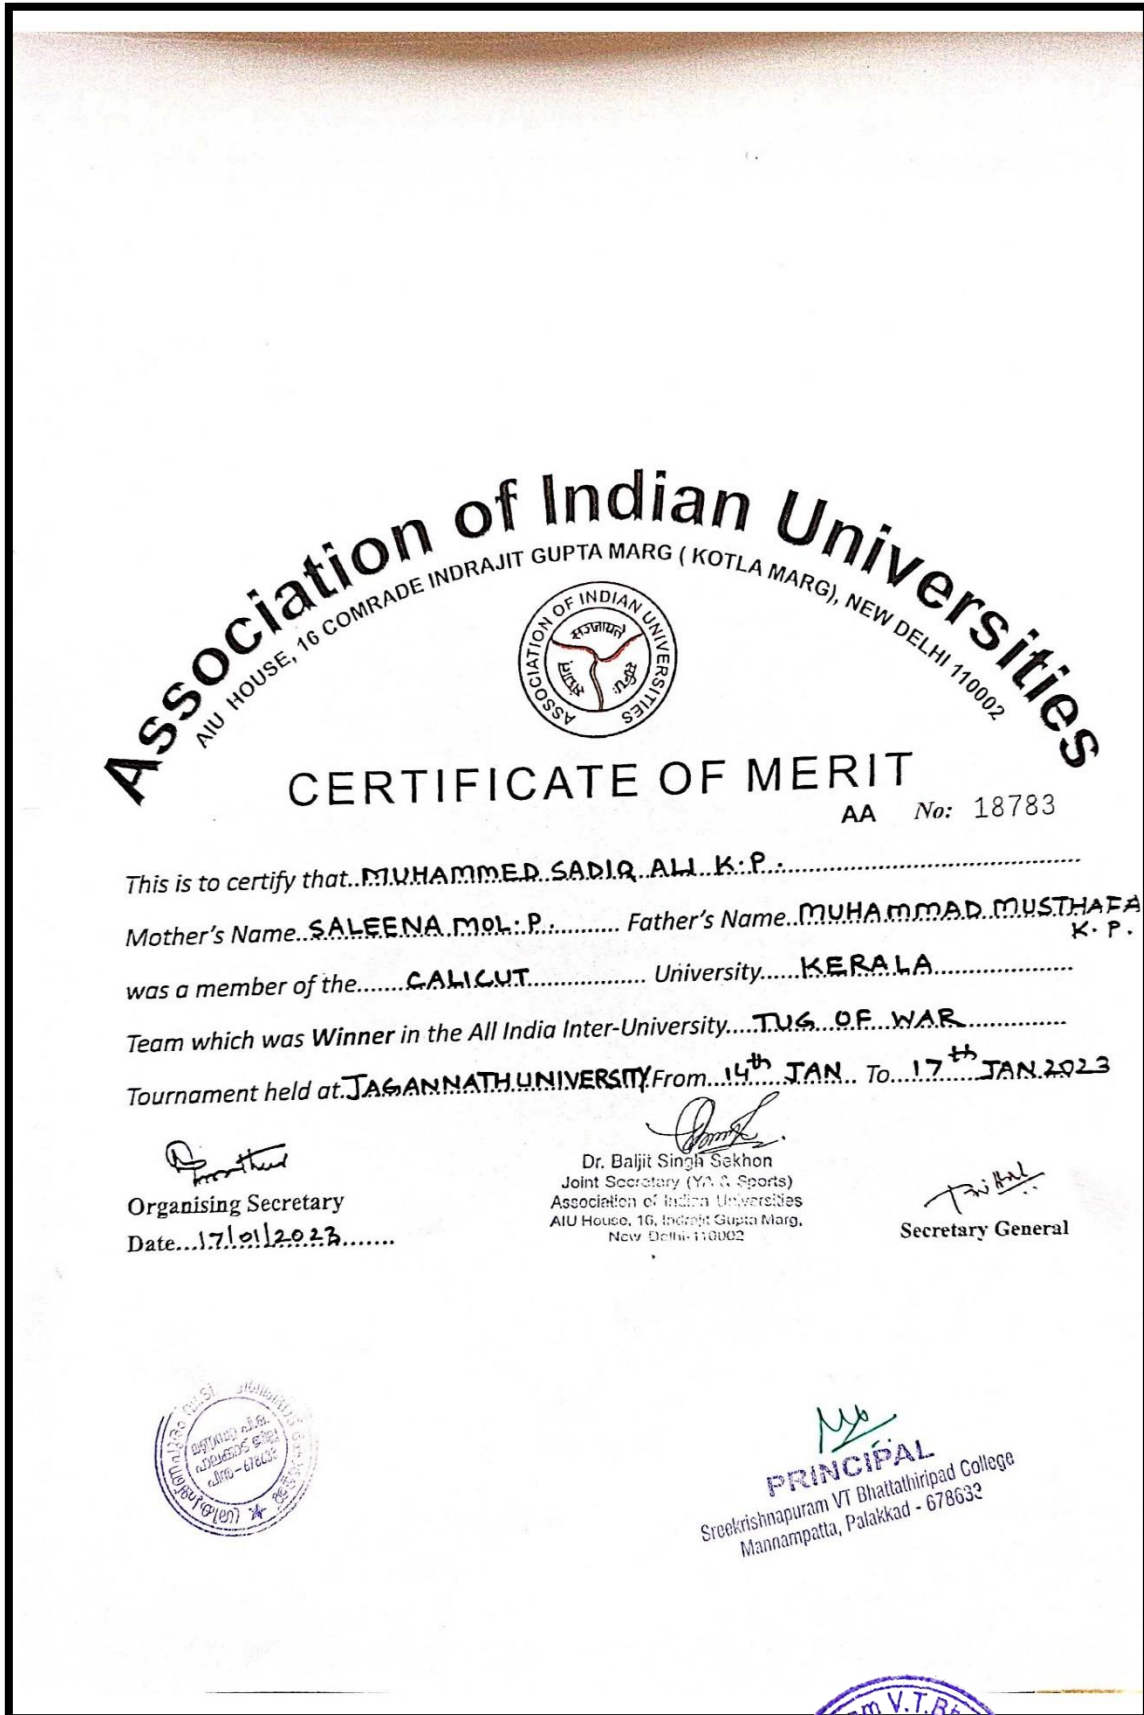 Association of Indian Universities
AIU HOUSE, 16 COMRADE INDRAJIT GUPTA MARG ( KOTLA MARG), NEW DELHI 110002
ASSOCIATION OF INDIAN UNIVERSITIES
CERTIFICATE OF MERIT
AA No: 18783
This is to certify that..MUHAMMED SADIQ ALI K.P.
Mother's Name..SALEENA MOL.P. Father's Name..MUHAMMAD MUSTHAFA
K. P.
was a member of the.......CALICUT................... University......KERALA
Team which was Winner in the All India Inter-University....TUG OF WAR
Tournament held at.JAGANNATH UNIVERSITY From...14th JAN.. To...17th JAN 2023
Dr. Baljit Singh Sekhon
Organising Secretary Joint Secretary (YA & Sports)
Association of Indian Universities
AIU House, 16, Indrajit Gupta Marg,
Date...17/01/2023....... New Delhi-110002 Secretary General
പാലക്കാട് ജില്ല
പിൻ-678633
PRINCIPAL
Sreekrishnapuram VT Bhattathiripad College
Mannampatta, Palakkad - 678633